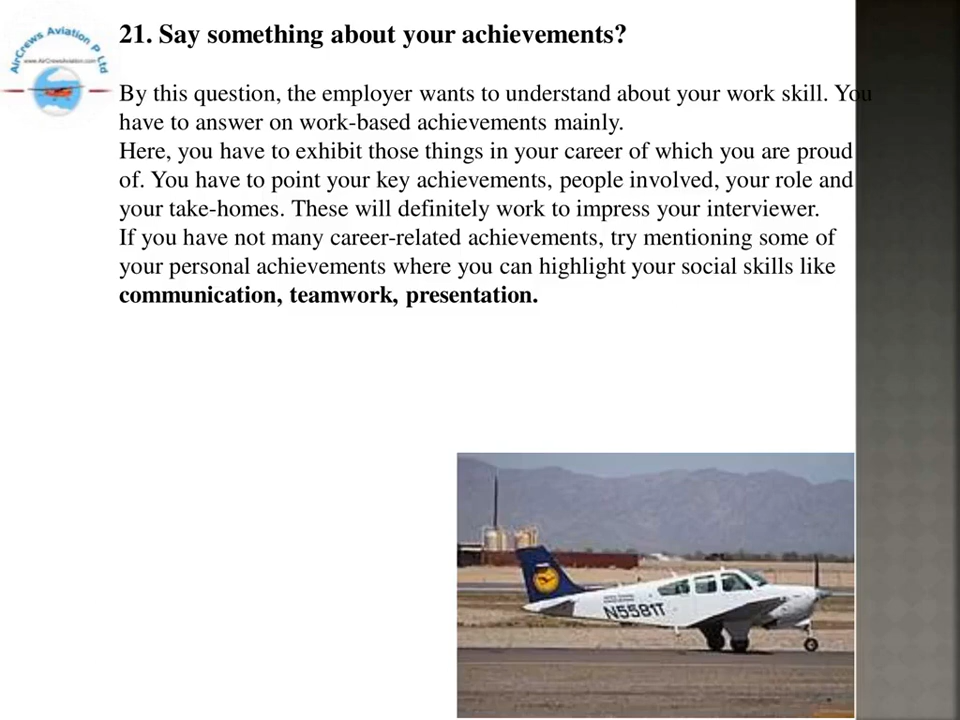 AirCrews Aviation P Ltd
www.AirCrewsAviation.com
21. Say something about your achievements?
By this question, the employer wants to understand about your work skill. You
have to answer on work-based achievements mainly.
Here, you have to exhibit those things in your career of which you are proud
of. You have to point your key achievements, people involved, your role and
your take-homes. These will definitely work to impress your interviewer.
If you have not many career-related achievements, try mentioning some of
your personal achievements where you can highlight your social skills like
communication, teamwork, presentation.
N5581T